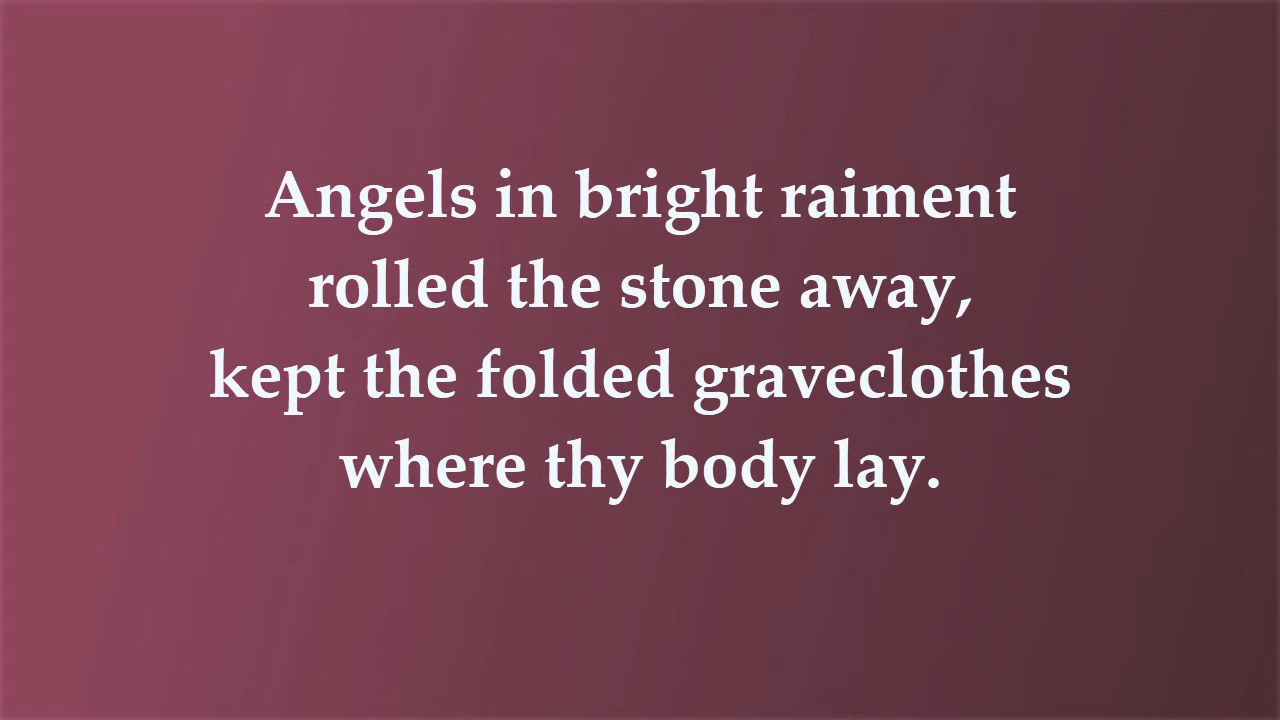 Angels in bright raiment
rolled the stone away,
kept the folded graveclothes
where thy body lay.